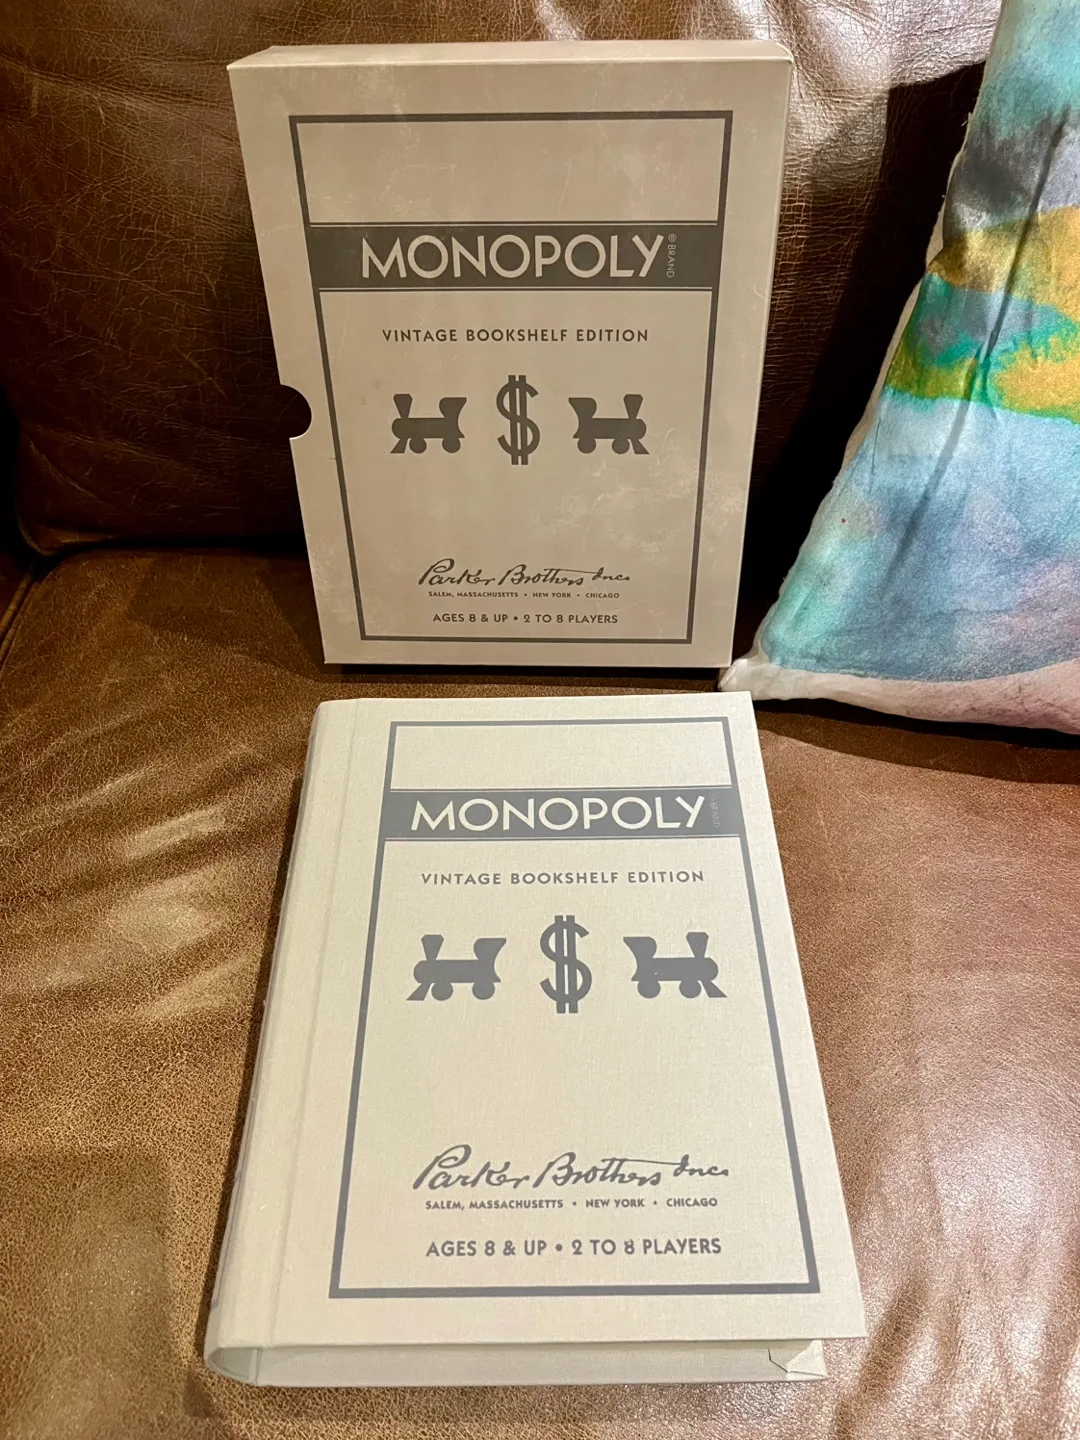 MONOPOLY ® BRAND
VINTAGE BOOKSHELF EDITION
$
Parker Brothers Inc.
SALEM, MASSACHUSETTS • NEW YORK • CHICAGO
AGES 8 & UP • 2 TO 8 PLAYERS
MONOPOLY ® BRAND
VINTAGE BOOKSHELF EDITION
$
Parker Brothers Inc.
SALEM, MASSACHUSETTS • NEW YORK • CHICAGO
AGES 8 & UP • 2 TO 8 PLAYERS